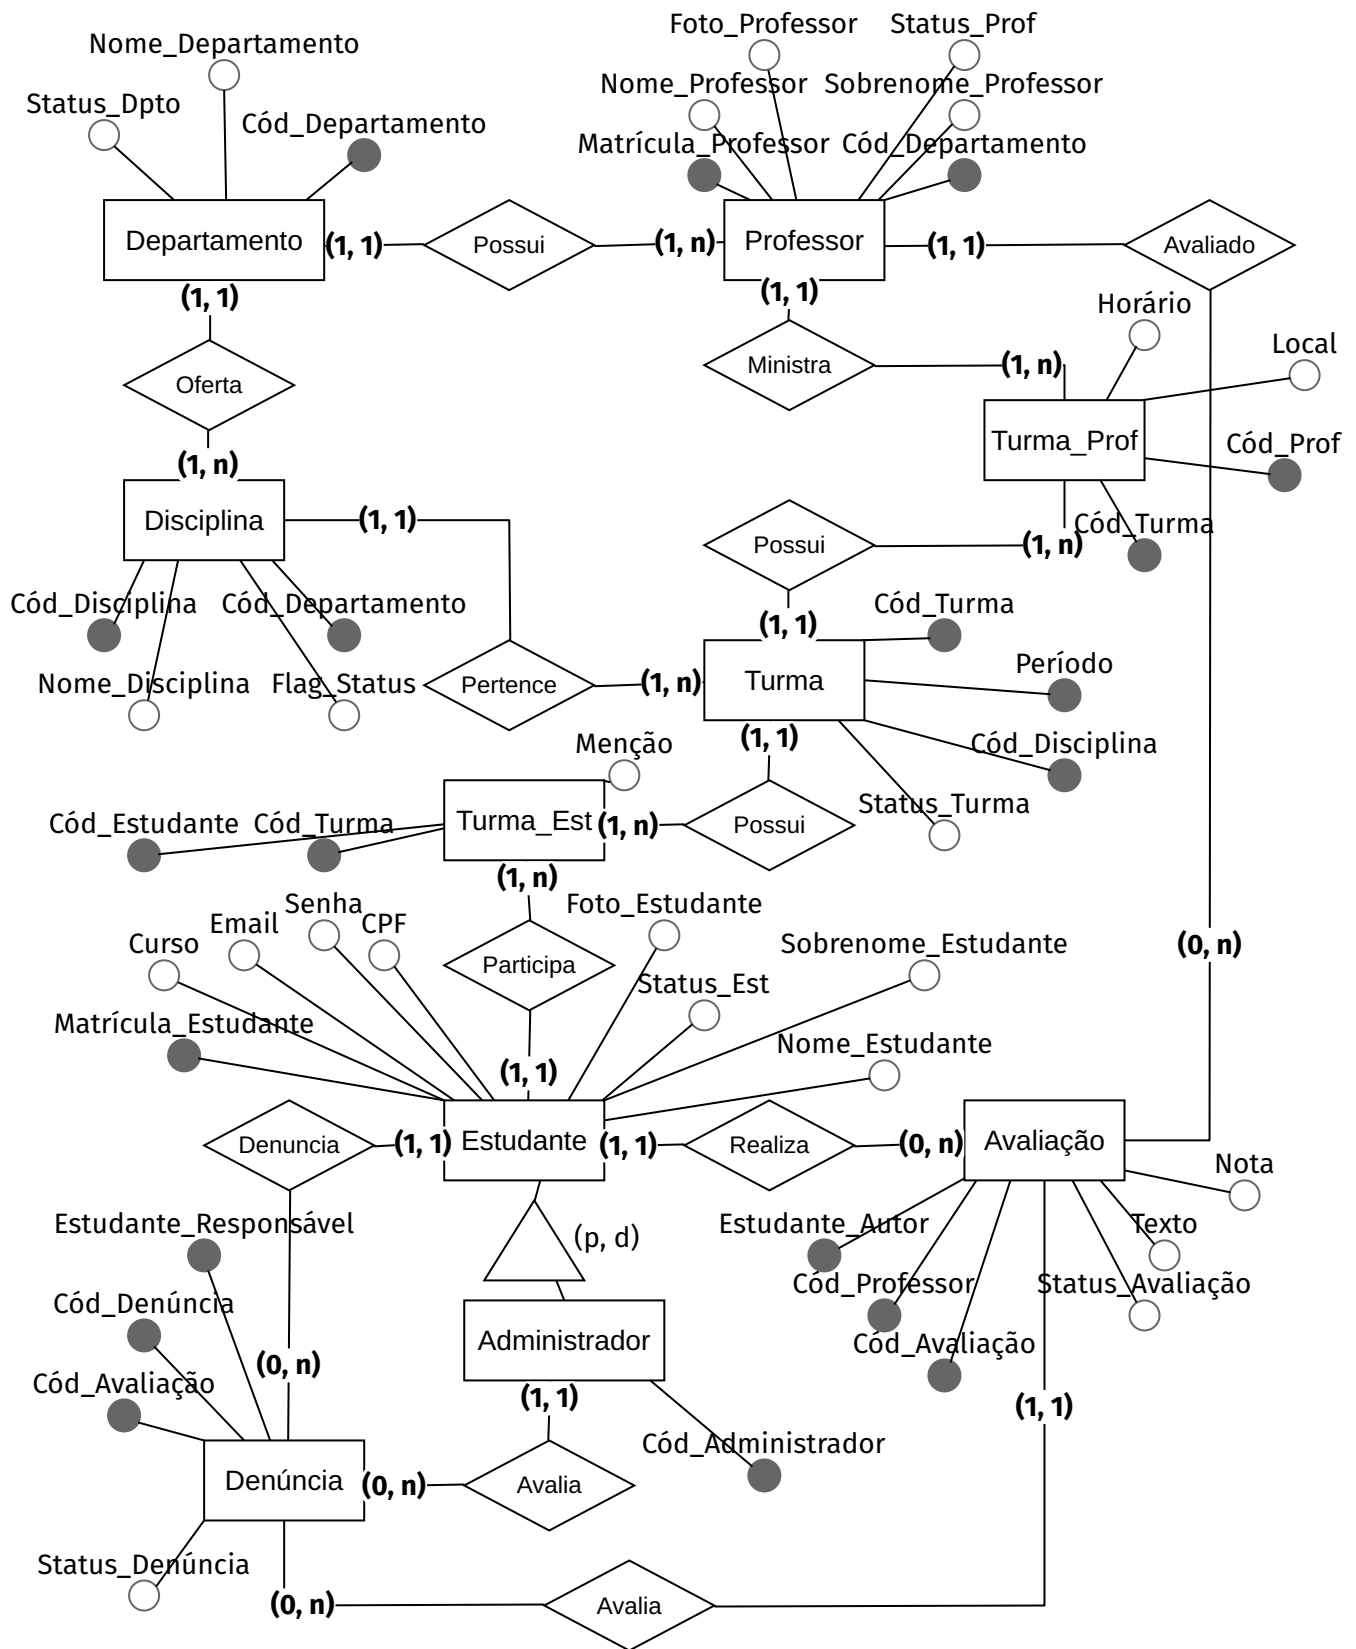 Foto_Professor
Status_Prof
Nome_Departamento
Nome_Professor
Sobrenome_Professor
Status_Dpto
Cód_Departamento
Matrícula_Professor
Cód_Departamento
Departamento
(1, 1)
Possui
(1, n)
Professor
(1, 1)
Avaliado
(1, 1)
(1, 1)
Horário
Local
Oferta
Ministra
(1, n)
Turma_Prof
Cód_Prof
(1, n)
Disciplina
(1, 1)
Possui
(1, n)
Cód_Turma
Cód_Disciplina
Cód_Departamento
(1, 1)
Cód_Turma
Nome_Disciplina
Flag_Status
Pertence
(1, n)
Turma
Período
(1, 1)
Cód_Disciplina
Menção
Status_Turma
Cód_Estudante
Cód_Turma
Turma_Est
(1, n)
Possui
(1, n)
Senha
Foto_Estudante
Email
CPF
Curso
Sobrenome_Estudante
(0, n)
Participa
Status_Est
Matrícula_Estudante
Nome_Estudante
(1, 1)
Denuncia
(1, 1)
Estudante
(1, 1)
Realiza
(0, n)
Avaliação
Nota
Estudante_Responsável
(p, d)
Estudante_Autor
Texto
Cód_Professor
Status_Avaliação
Cód_Denúncia
Administrador
Cód_Avaliação
(0, n)
Cód_Avaliação
(1, 1)
(1, 1)
Cód_Administrador
Denúncia
(0, n)
Avalia
Status_Denúncia
(0, n)
Avalia